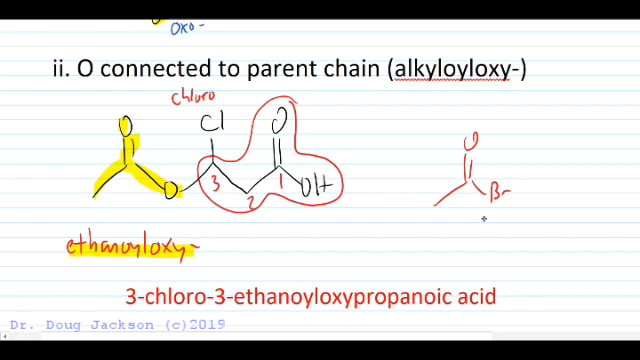 oxo-
ii. O connected to parent chain (alkyloyloxy-)
chloro
Cl
O
O
O
O
3
2
1
OH
Br
ethanoyloxy-
3-chloro-3-ethanoyloxypropanoic acid
Dr. Doug Jackson (c)2019